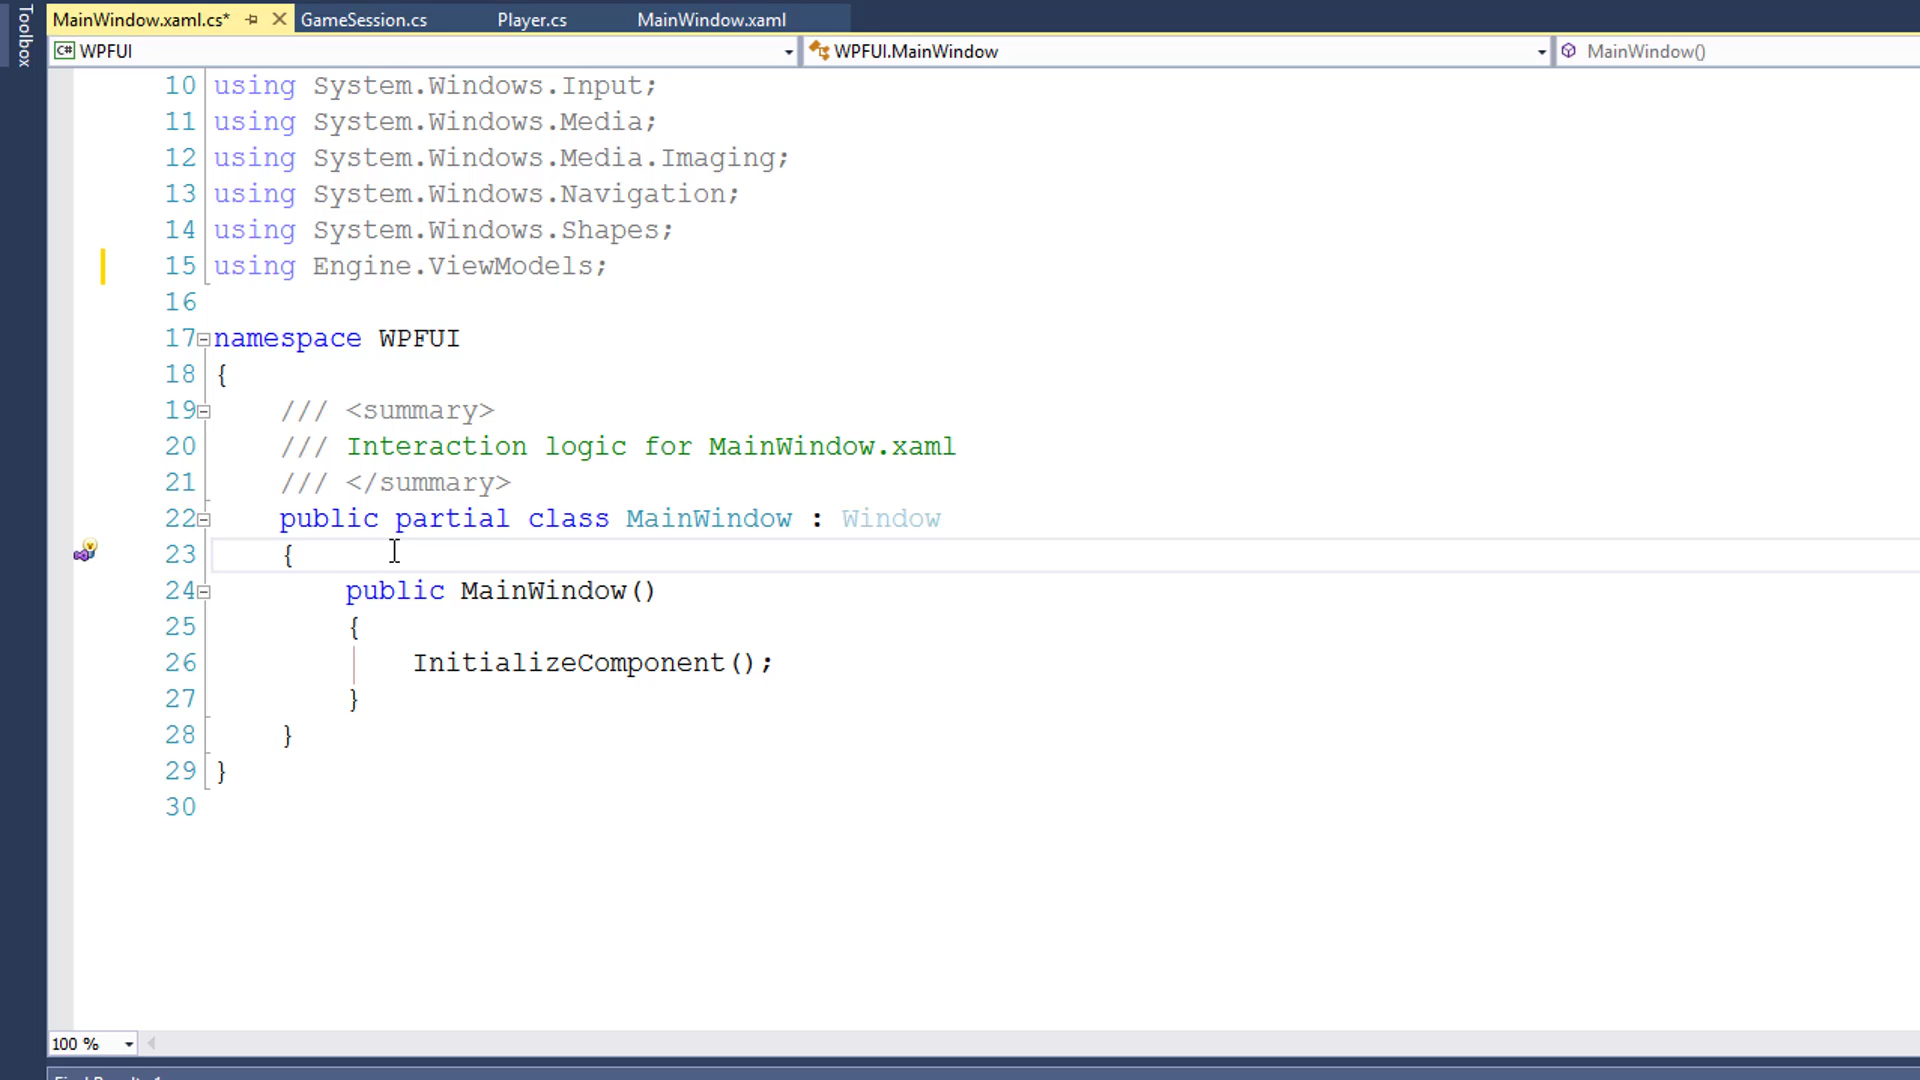 Toolbox
MainWindow.xaml.cs* GameSession.cs Player.cs MainWindow.xaml
C# WPFUI WPFUI.MainWindow MainWindow()
10 using System.Windows.Input;
11 using System.Windows.Media;
12 using System.Windows.Media.Imaging;
13 using System.Windows.Navigation;
14 using System.Windows.Shapes;
15 using Engine.ViewModels;
16
17 namespace WPFUI
18 {
19 /// <summary>
20 /// Interaction logic for MainWindow.xaml
21 /// </summary>
22 public partial class MainWindow : Window
23 {
24 public MainWindow()
25 {
26 InitializeComponent();
27 }
28 }
29 }
30
100 %
Find Results 1